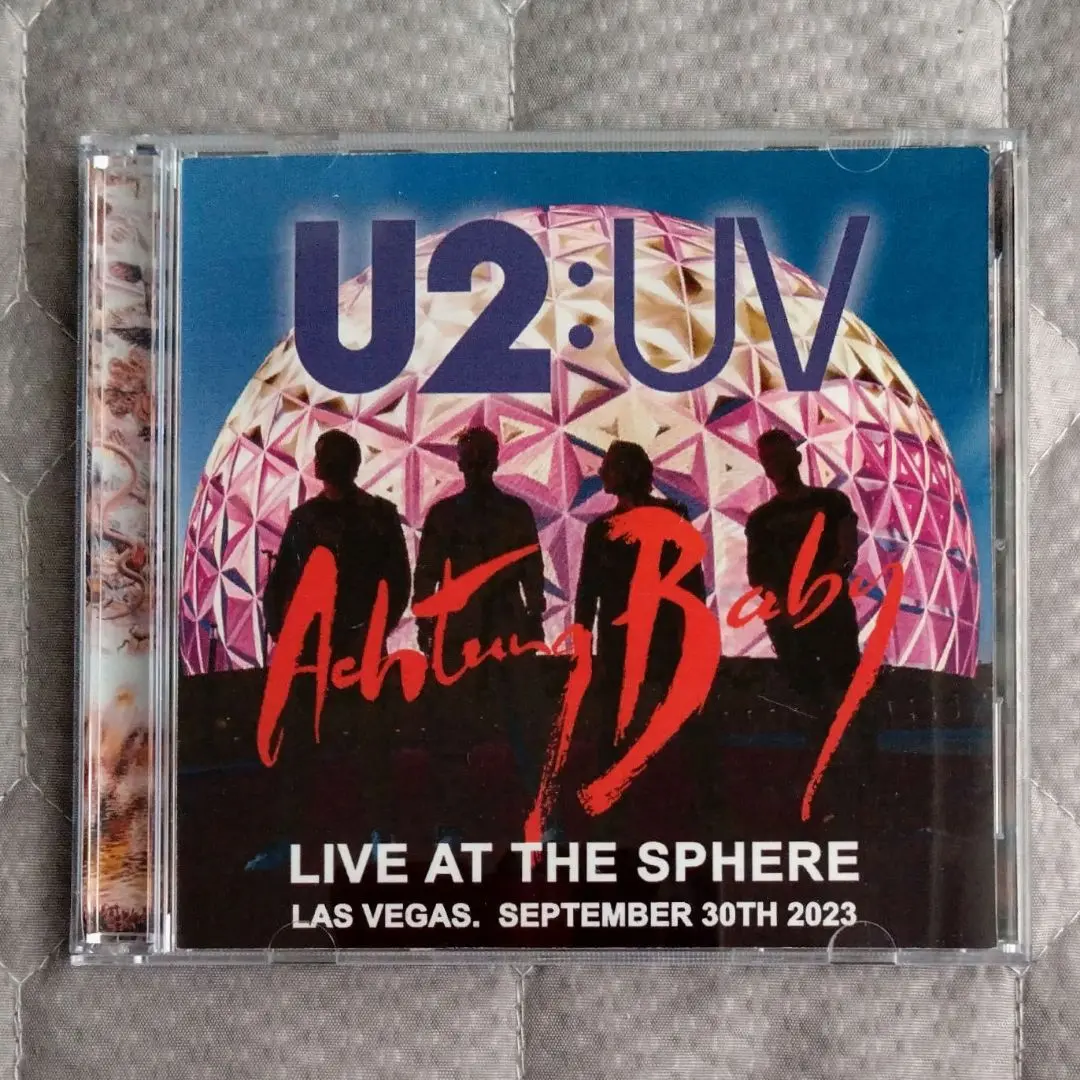 U2:UV
Achtung Baby
LIVE AT THE SPHERE
LAS VEGAS. SEPTEMBER 30TH 2023